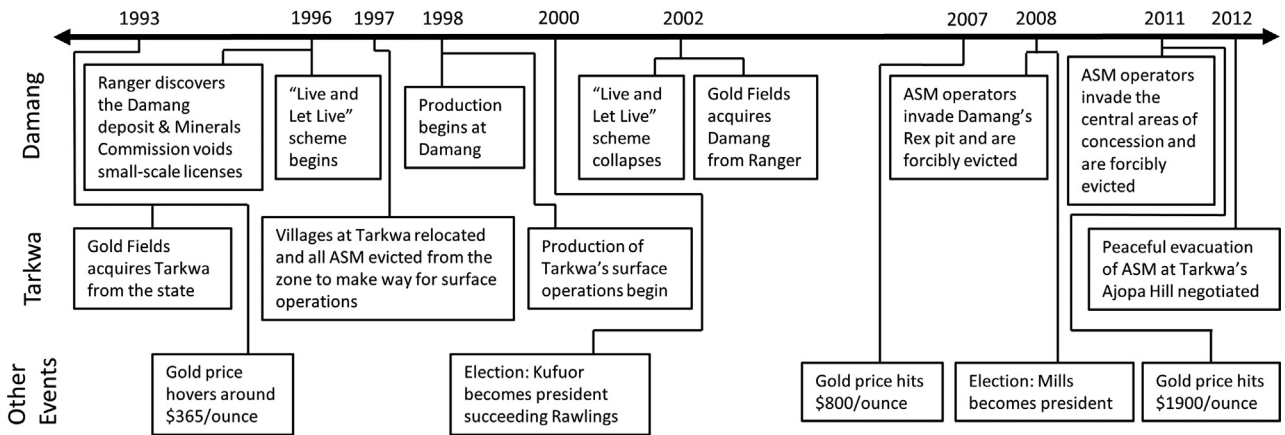 1993 1996 1997 1998 2000 2002 2007 2008 2011 2012
Damang
Ranger discovers
the Damang
deposit & Minerals
Commission voids
small-scale licenses
“Live and
Let Live”
scheme
begins
Production
begins at
Damang
“Live and
Let Live”
scheme
collapses
Gold Fields
acquires
Damang
from Ranger
ASM operators
invade Damang’s
Rex pit and are
forcibly evicted
ASM operators
invade the
central areas of
concession and
are forcibly
evicted
Tarkwa
Gold Fields
acquires Tarkwa
from the state
Villages at Tarkwa relocated
and all ASM evicted from the
zone to make way for surface
operations
Production of
Tarkwa’s surface
operations begin
Peaceful evacuation
of ASM at Tarkwa’s
Ajopa Hill negotiated
Other
Events
Gold price
hovers around
$365/ounce
Election: Kufuor
becomes president
succeeding Rawlings
Gold price hits
$800/ounce
Election: Mills
becomes president
Gold price hits
$1900/ounce